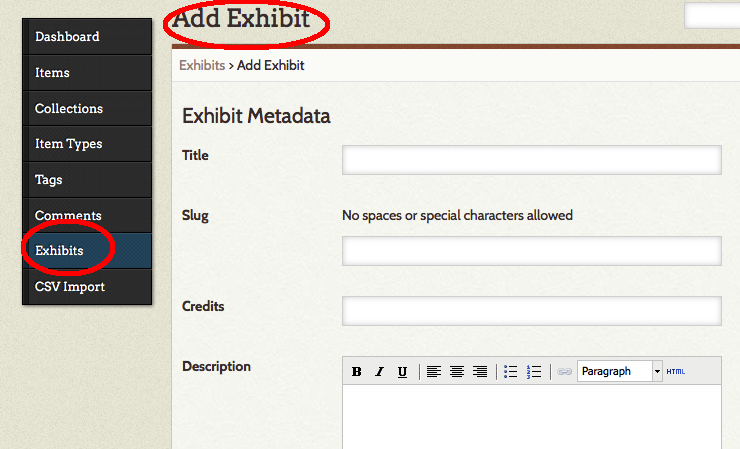 Add Exhibit
Dashboard
Items
Collections
Item Types
Tags
Comments
Exhibits
CSV Import
Exhibits > Add Exhibit
Exhibit Metadata
Title
Slug
No spaces or special characters allowed
Credits
Description
B I U Paragraph HTML